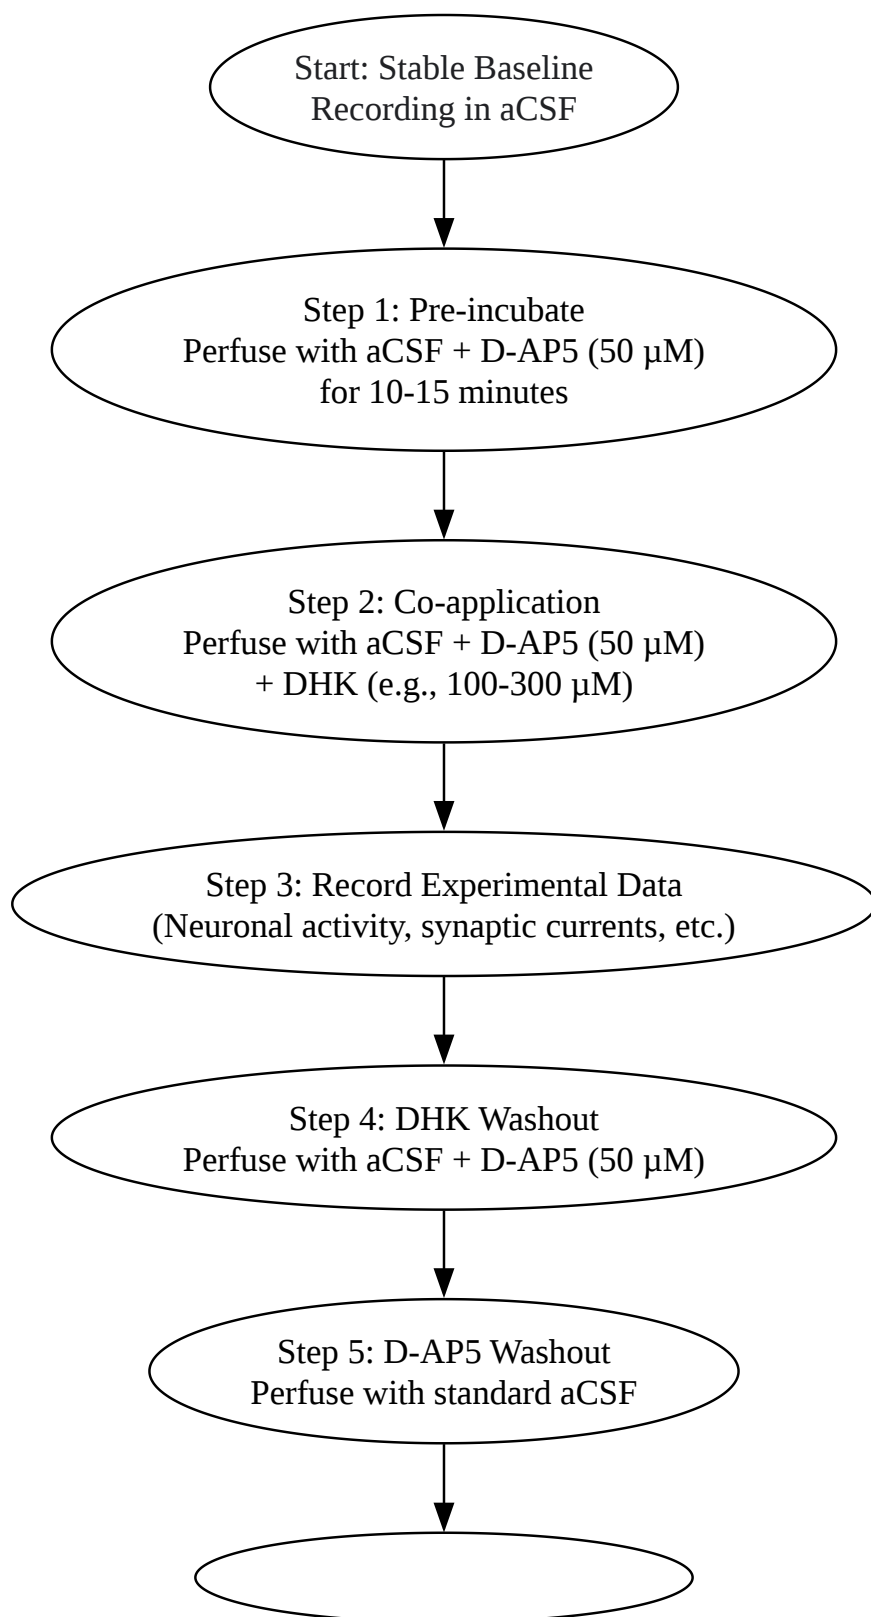 Start: Stable Baseline
Recording in aCSF
Step 1: Pre-incubate
Perfuse with aCSF + D-AP5 (50 µM)
for 10-15 minutes
Step 2: Co-application
Perfuse with aCSF + D-AP5 (50 µM)
+ DHK (e.g., 100-300 µM)
Step 3: Record Experimental Data
(Neuronal activity, synaptic currents, etc.)
Step 4: DHK Washout
Perfuse with aCSF + D-AP5 (50 µM)
Step 5: D-AP5 Washout
Perfuse with standard aCSF